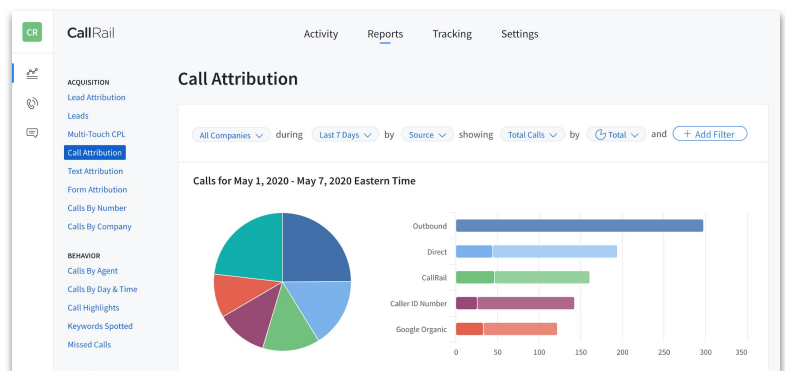 CR
CallRail
Activity Reports Tracking Settings
ACQUISITION
Lead Attribution
Leads
Multi-Touch CPL
Call Attribution
Text Attribution
Form Attribution
Calls By Number
Calls By Company
BEHAVIOR
Calls By Agent
Calls By Day & Time
Call Highlights
Keywords Spotted
Missed Calls
Call Attribution
All Companies during Last 7 Days by Source showing Total Calls by Total and + Add Filter
Calls for May 1, 2020 - May 7, 2020 Eastern Time
Outbound
Direct
CallRail
Caller ID Number
Google Organic
0 50 100 150 200 250 300 350